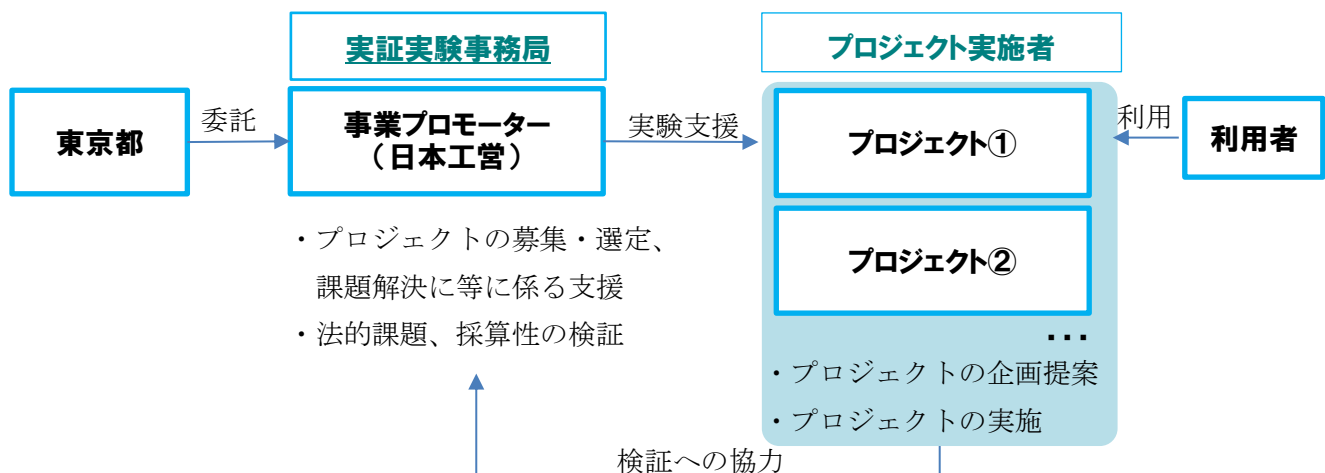 実証実験事務局
プロジェクト実施者
東京都
委託
事業プロモーター
（日本工営）
実験支援
プロジェクト①
利用
利用者
・プロジェクトの募集・選定、
課題解決に等に係る支援
・法的課題、採算性の検証
プロジェクト②
・・・
・プロジェクトの企画提案
・プロジェクトの実施
検証への協力